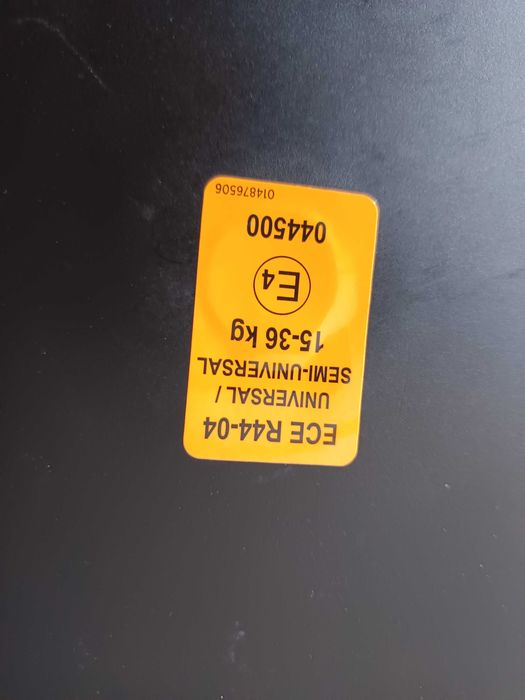 ECE R44-04
UNIVERSAL /
SEMI-UNIVERSAL
15-36 kg
E4
044500
014876506